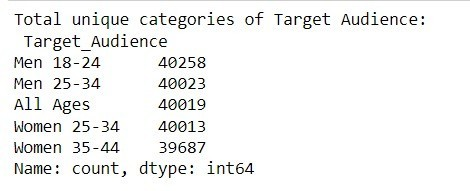 Total unique categories of Target Audience:
Target_Audience
Men 18-24 40258
Men 25-34 40023
All Ages 40019
Women 25-34 40013
Women 35-44 39687
Name: count, dtype: int64